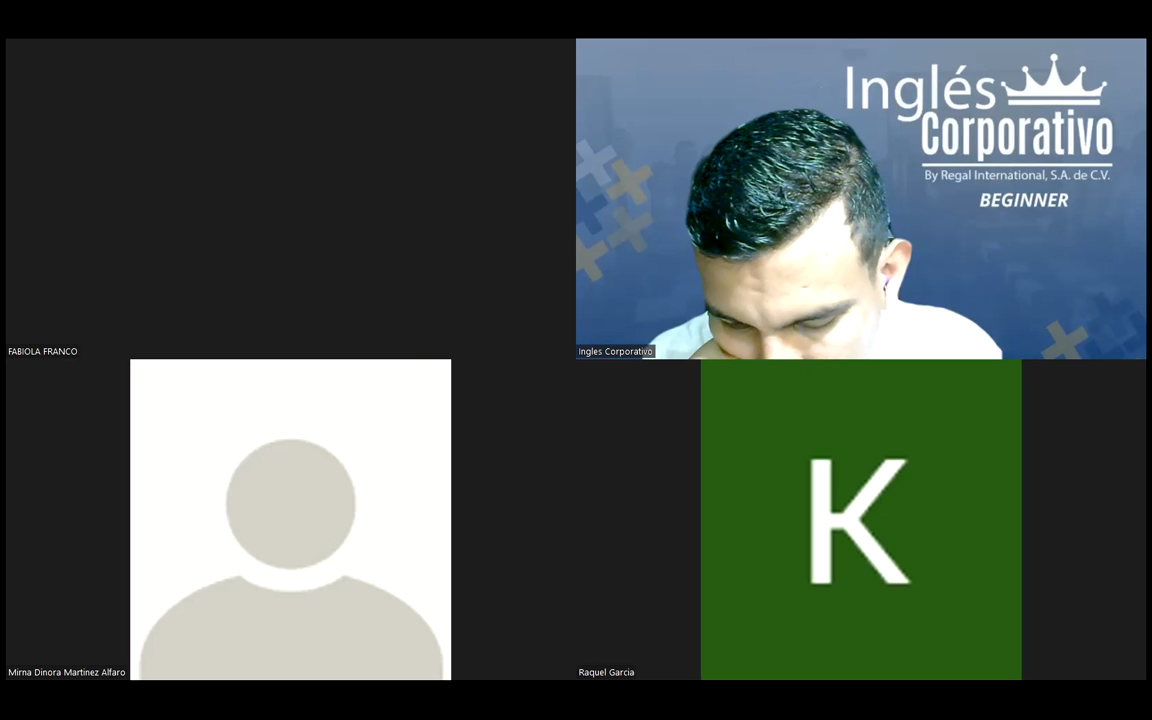 Inglés
Corporativo
By Regal International, S.A. de C.V.
BEGINNER
FABIOLA FRANCO
Ingles Corporativo
K
Mirna Dinora Martinez Alfaro
Raquel Garcia